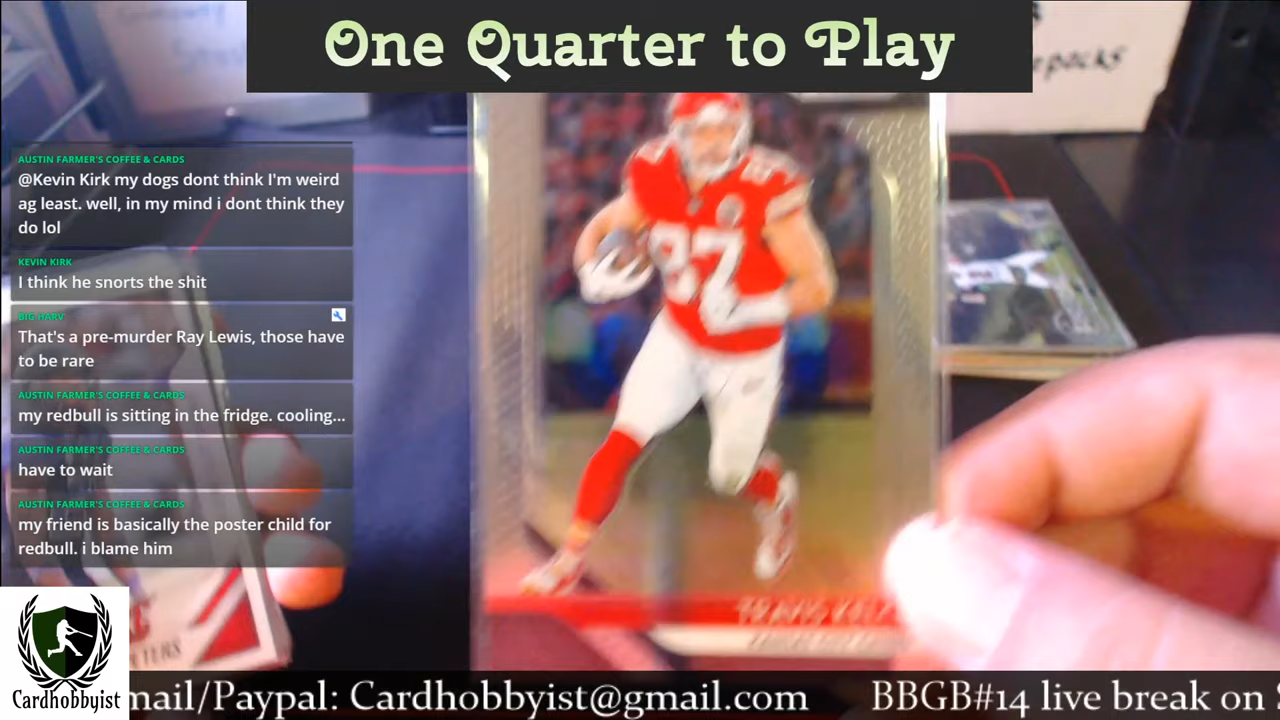 One Quarter to Play
epacks
AUSTIN FARMER'S COFFEE & CARDS
@Kevin Kirk my dogs dont think I'm weird
ag least. well, in my mind i dont think they
do lol
KEVIN KIRK
I think he snorts the shit
BIG HARV
That's a pre-murder Ray Lewis, those have
to be rare
AUSTIN FARMER'S COFFEE & CARDS
my redbull is sitting in the fridge. cooling...
AUSTIN FARMER'S COFFEE & CARDS
have to wait
AUSTIN FARMER'S COFFEE & CARDS
my friend is basically the poster child for
redbull. i blame him
87
TRAVIS
TERS
Cardhobbyist
mail/Paypal: Cardhobbyist@gmail.com BBGB#14 live break on